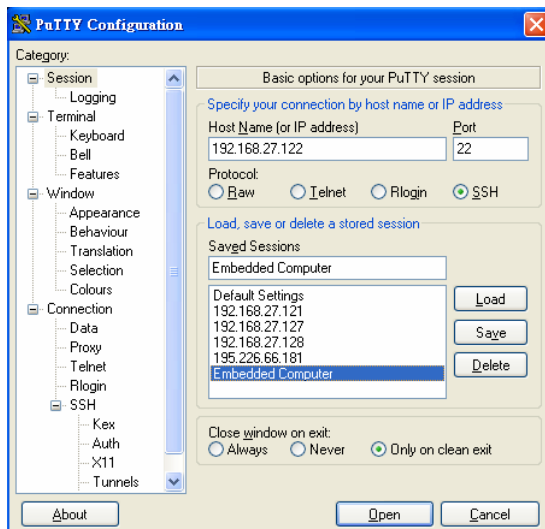 PuTTY Configuration
Category:
Session
Logging
Terminal
Keyboard
Bell
Features
Window
Appearance
Behaviour
Translation
Selection
Colours
Connection
Data
Proxy
Telnet
Rlogin
SSH
Kex
Auth
X11
Tunnels
Basic options for your PuTTY session
Specify your connection by host name or IP address
Host Name (or IP address) Port
192.168.27.122 22
Protocol:
Raw Telnet Rlogin SSH
Load, save or delete a stored session
Saved Sessions
Embedded Computer
Default Settings
192.168.27.121
192.168.27.127
192.168.27.128
195.226.66.181
Embedded Computer
Load
Save
Delete
Close window on exit:
Always Never Only on clean exit
About Open Cancel